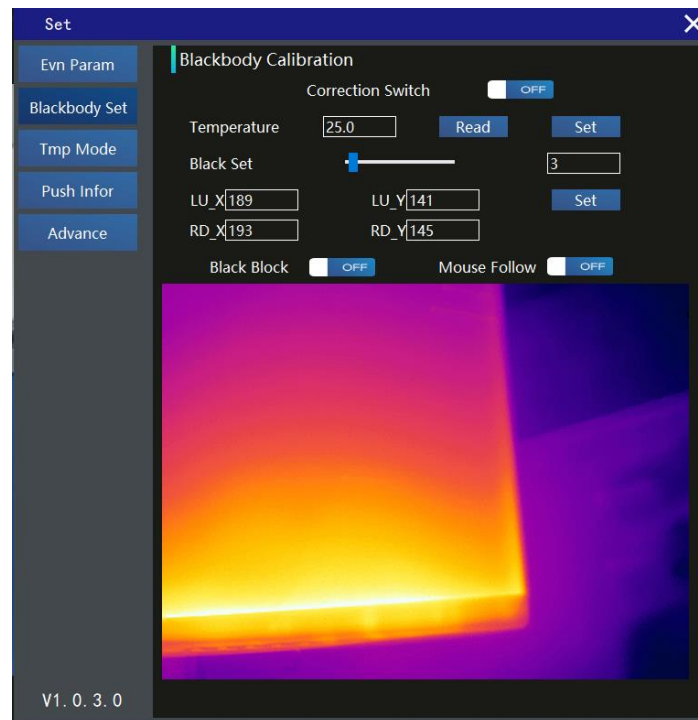 Set
Evn Param
Blackbody Set
Tmp Mode
Push Infor
Advance
V1.0.3.0
Blackbody Calibration
Correction Switch OFF
Temperature 25.0 Read Set
Black Set 3
LU_X 189 LU_Y 141 Set
RD_X 193 RD_Y 145
Black Block OFF Mouse Follow OFF